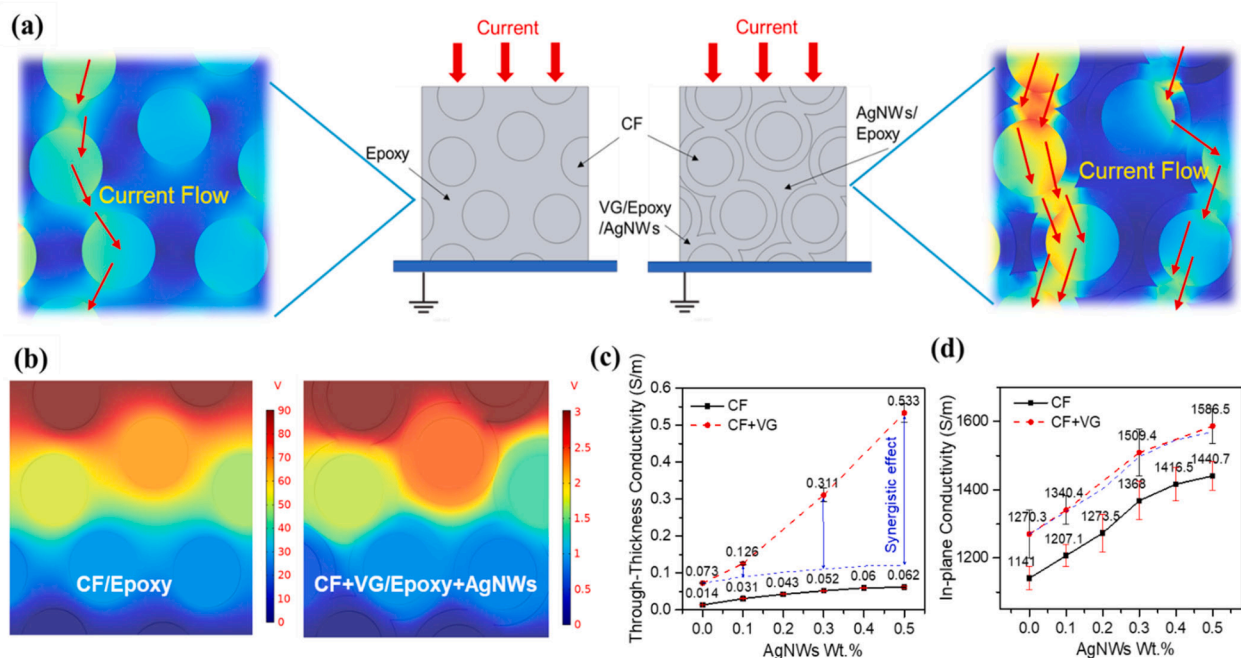 (a)
Current
Current
Epoxy
CF
AgNWs/
Epoxy
VG/Epoxy
/AgNWs
Current Flow
Current Flow
(b)
V
90
80
70
60
50
40
30
20
10
0
CF/Epoxy
V
3
2.5
2
1.5
1
0.5
0
CF+VG/Epoxy+AgNWs
(c)
Through-Thickness Conductivity (S/m)
0.6
0.5
0.4
0.3
0.2
0.1
0.0
CF
CF+VG
0.533
0.311
0.126
0.073
0.014
0.031
0.043
0.052
0.06
0.062
Synergistic effect
0.0 0.1 0.2 0.3 0.4 0.5
AgNWs Wt.%
(d)
In-plane Conductivity (S/m)
1600
1400
1200
CF
CF+VG
1586.5
1509.4
1340.4
1270.3
1440.7
1416.5
1368
1273.5
1207.1
1141
0.0 0.1 0.2 0.3 0.4 0.5
AgNWs Wt.%